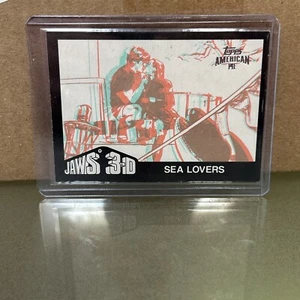 Topps
AMERICAN
PIE
JAWS 3-D
SEA LOVERS